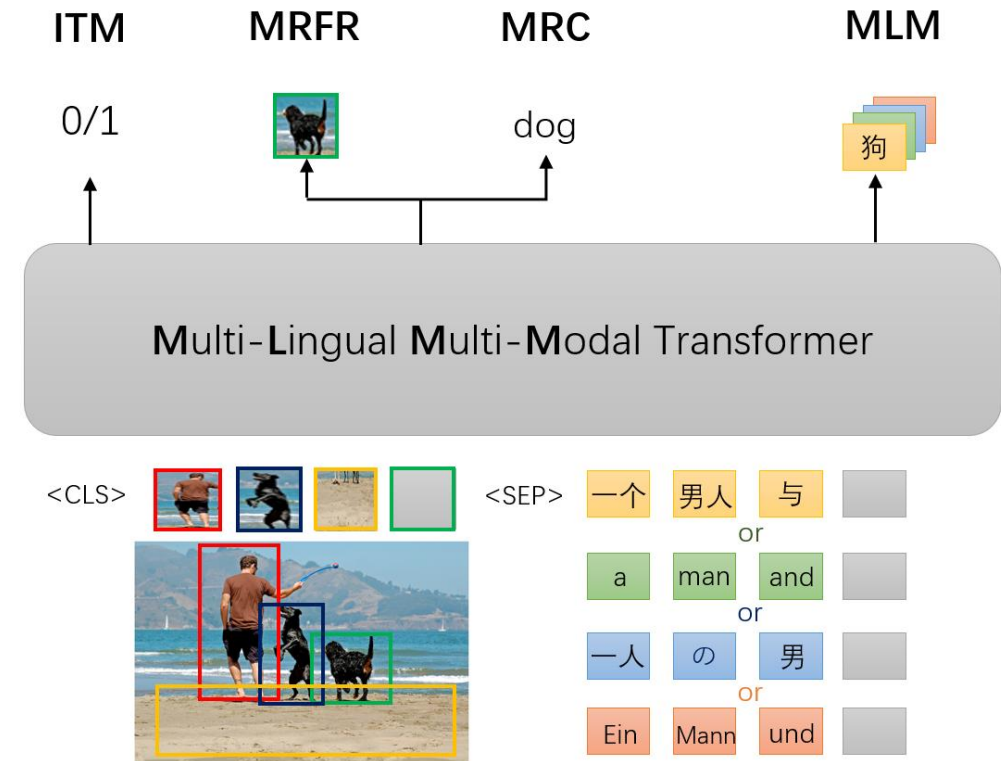 ITM MRFR MRC MLM
0/1 dog 狗
Multi-Lingual Multi-Modal Transformer
<CLS> <SEP> 一个 男人 与
or
a man and
or
一人 の 男
or
Ein Mann und